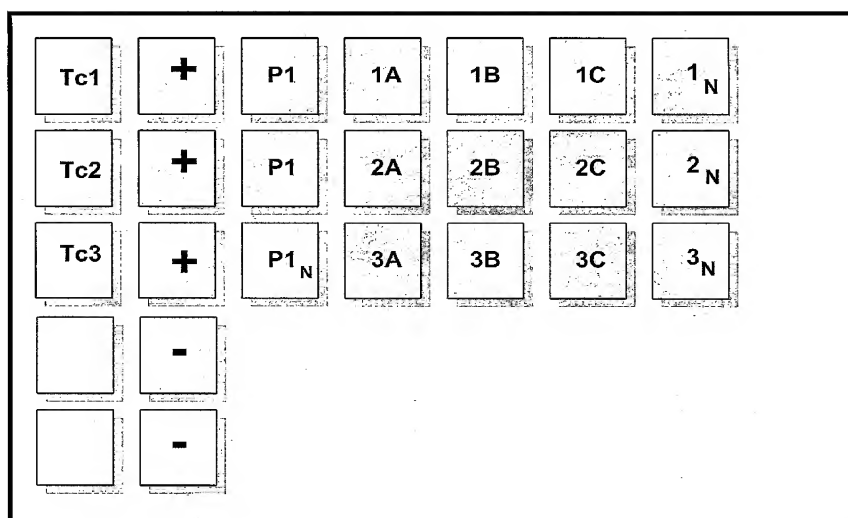 Tc1 + P1 1A 1B 1C 1N
Tc2 + P1 2A 2B 2C 2N
Tc3 + P1N 3A 3B 3C 3N
-
-